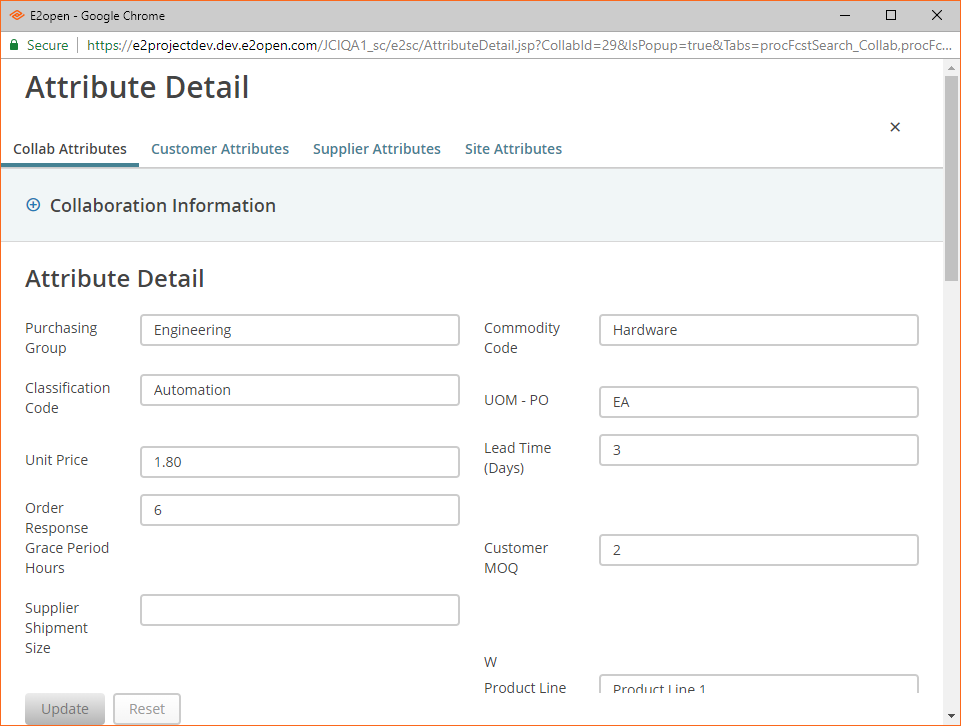 E2open - Google Chrome
Secure https://e2projectdev.dev.e2open.com/JCIQA1_sc/e2sc/AttributeDetail.jsp?CollabId=29&IsPopup=true&Tabs=procFcstSearch_Collab,procFc...
Attribute Detail
Collab Attributes Customer Attributes Supplier Attributes Site Attributes
Collaboration Information
Attribute Detail
Purchasing Group
Engineering
Commodity Code
Hardware
Classification Code
Automation
UOM - PO
EA
Unit Price
1.80
Lead Time (Days)
3
Order Response Grace Period Hours
6
Customer MOQ
2
Supplier Shipment Size
W
Product Line
Product Line 1
Update Reset